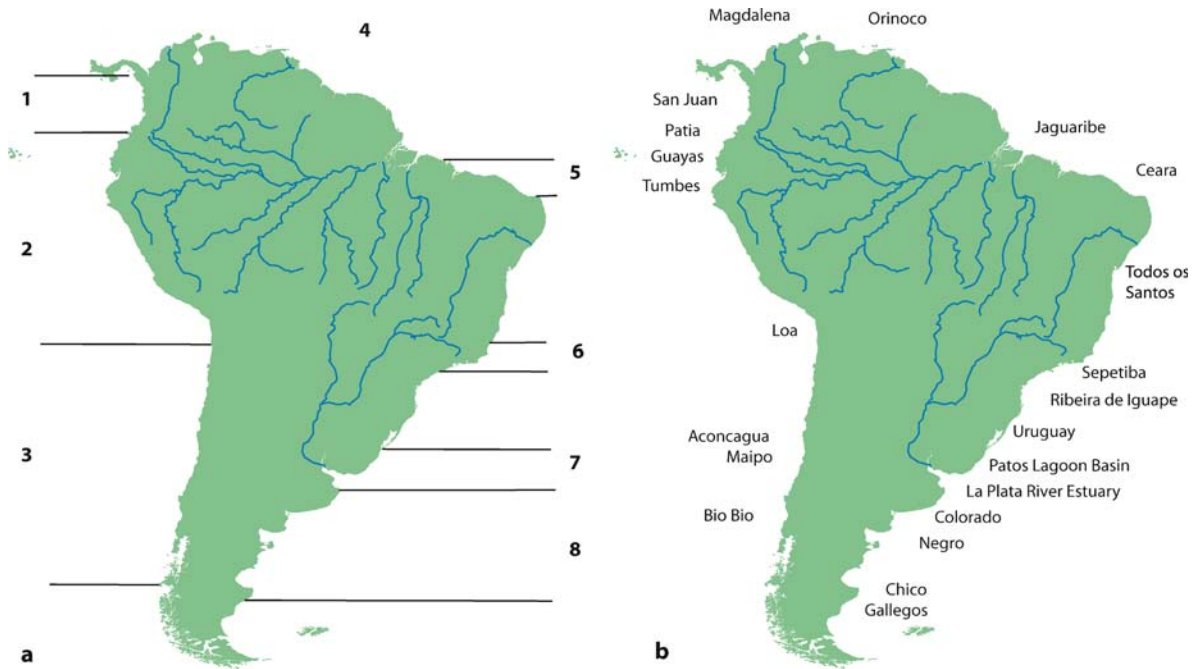 4
1
5
2
6
3
7
8
a
Magdalena
Orinoco
San Juan
Jaguaribe
Patia
Guayas
Ceara
Tumbes
Todos os
Santos
Loa
Sepetiba
Ribeira de Iguape
Uruguay
Aconcagua
Maipo
Patos Lagoon Basin
La Plata River Estuary
Bio Bio
Colorado
Negro
Chico
Gallegos
b